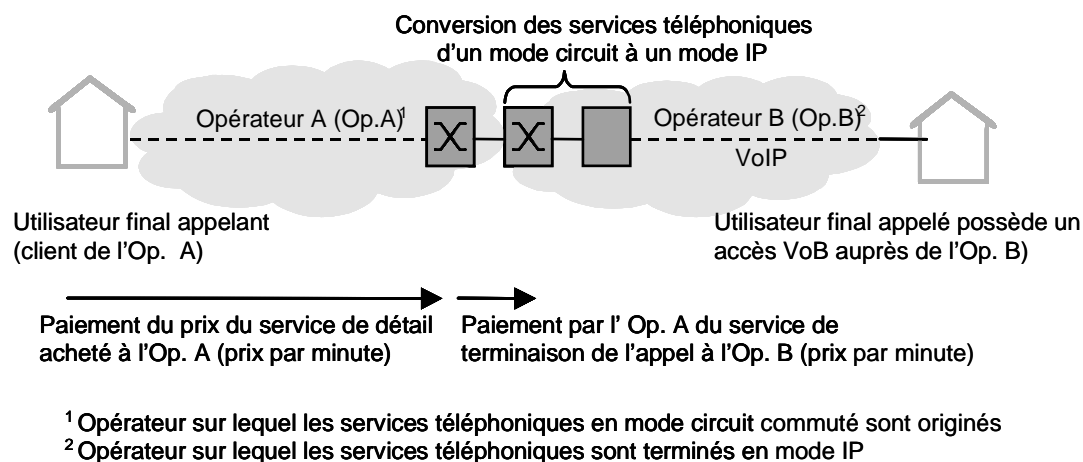 Conversion des services téléphoniques
d'un mode circuit à un mode IP
Opérateur A (Op.A)¹
Opérateur B (Op.B)²
VoIP
Utilisateur final appelant
(client de l'Op. A)
Utilisateur final appelé possède un
accès VoB auprès de l'Op. B)
Paiement du prix du service de détail
acheté à l'Op. A (prix par minute)
Paiement par l' Op. A du service de
terminaison de l'appel à l'Op. B (prix par minute)
¹ Opérateur sur lequel les services téléphoniques en mode circuit commuté sont originés
² Opérateur sur lequel les services téléphoniques sont terminés en mode IP